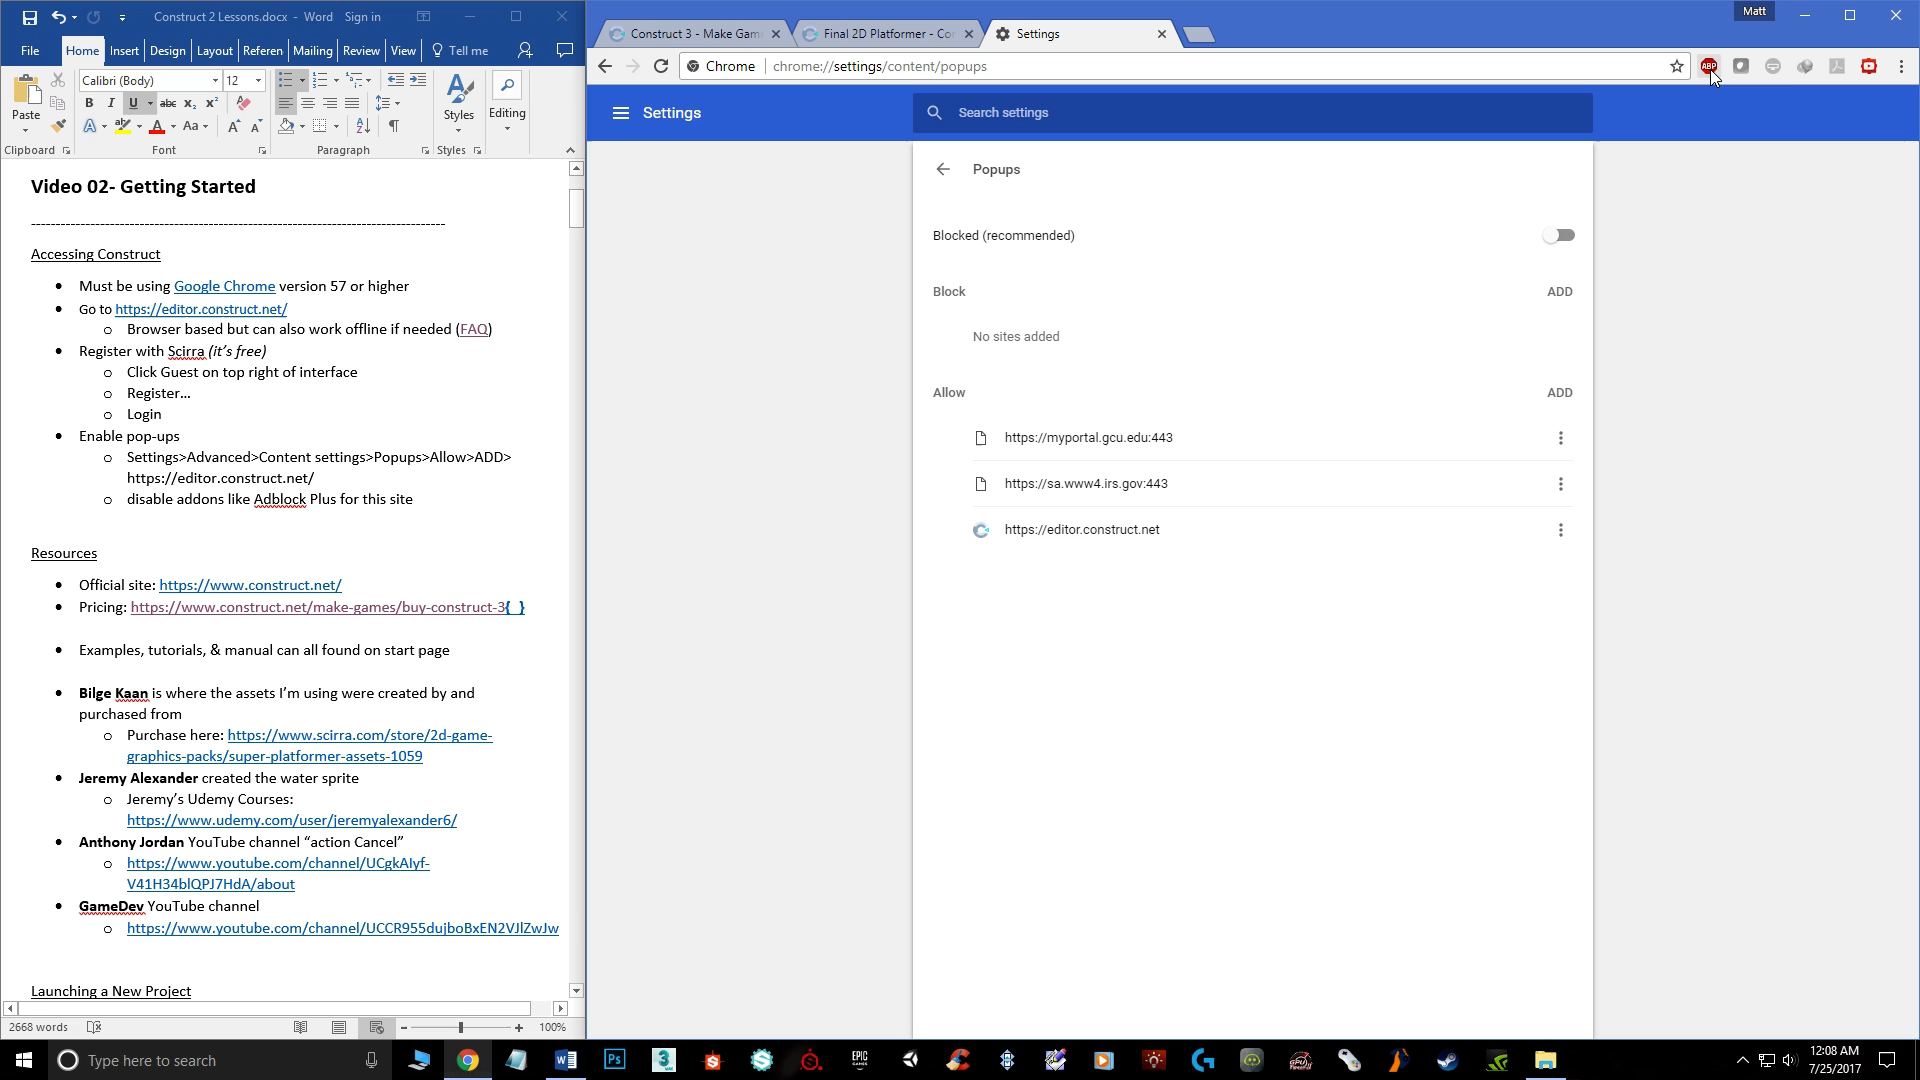 Construct 2 Lessons.docx - Word
Sign in
File
Home
Insert
Design
Layout
Referen
Mailing
Review
View
Tell me
Paste
Calibri (Body)
12
B I U abc x₂ x²
A ab A Aa A A
Styles
Editing
Clipboard
Font
Paragraph
Styles
Video 02- Getting Started
------------------------------------------------------------------------------------
Accessing Construct
• Must be using Google Chrome version 57 or higher
• Go to https://editor.construct.net/
o Browser based but can also work offline if needed (FAQ)
• Register with Scirra (it’s free)
o Click Guest on top right of interface
o Register…
o Login
• Enable pop-ups
o Settings>Advanced>Content settings>Popups>Allow>ADD>
https://editor.construct.net/
o disable addons like Adblock Plus for this site
Resources
• Official site: https://www.construct.net/
• Pricing: https://www.construct.net/make-games/buy-construct-3{ }
• Examples, tutorials, & manual can all found on start page
• Bilge Kaan is where the assets I’m using were created by and
purchased from
o Purchase here: https://www.scirra.com/store/2d-game-
graphics-packs/super-platformer-assets-1059
• Jeremy Alexander created the water sprite
o Jeremy’s Udemy Courses:
https://www.udemy.com/user/jeremyalexander6/
• Anthony Jordan YouTube channel “action Cancel”
o https://www.youtube.com/channel/UCgkAIyf-
V41H34blQPJ7HdA/about
• GameDev YouTube channel
o https://www.youtube.com/channel/UCCR955dujboBxEN2VJlZwJw
Launching a New Project
2668 words
100%
Matt
Construct 3 - Make Gam
Final 2D Platformer - Co
Settings
Chrome
chrome://settings/content/popups
ABP
Settings
Search settings
Popups
Blocked (recommended)
Block
ADD
No sites added
Allow
ADD
https://myportal.gcu.edu:443
https://sa.www4.irs.gov:443
https://editor.construct.net
Type here to search
Ps
3
EPIC
GAMES
12:08 AM
7/25/2017